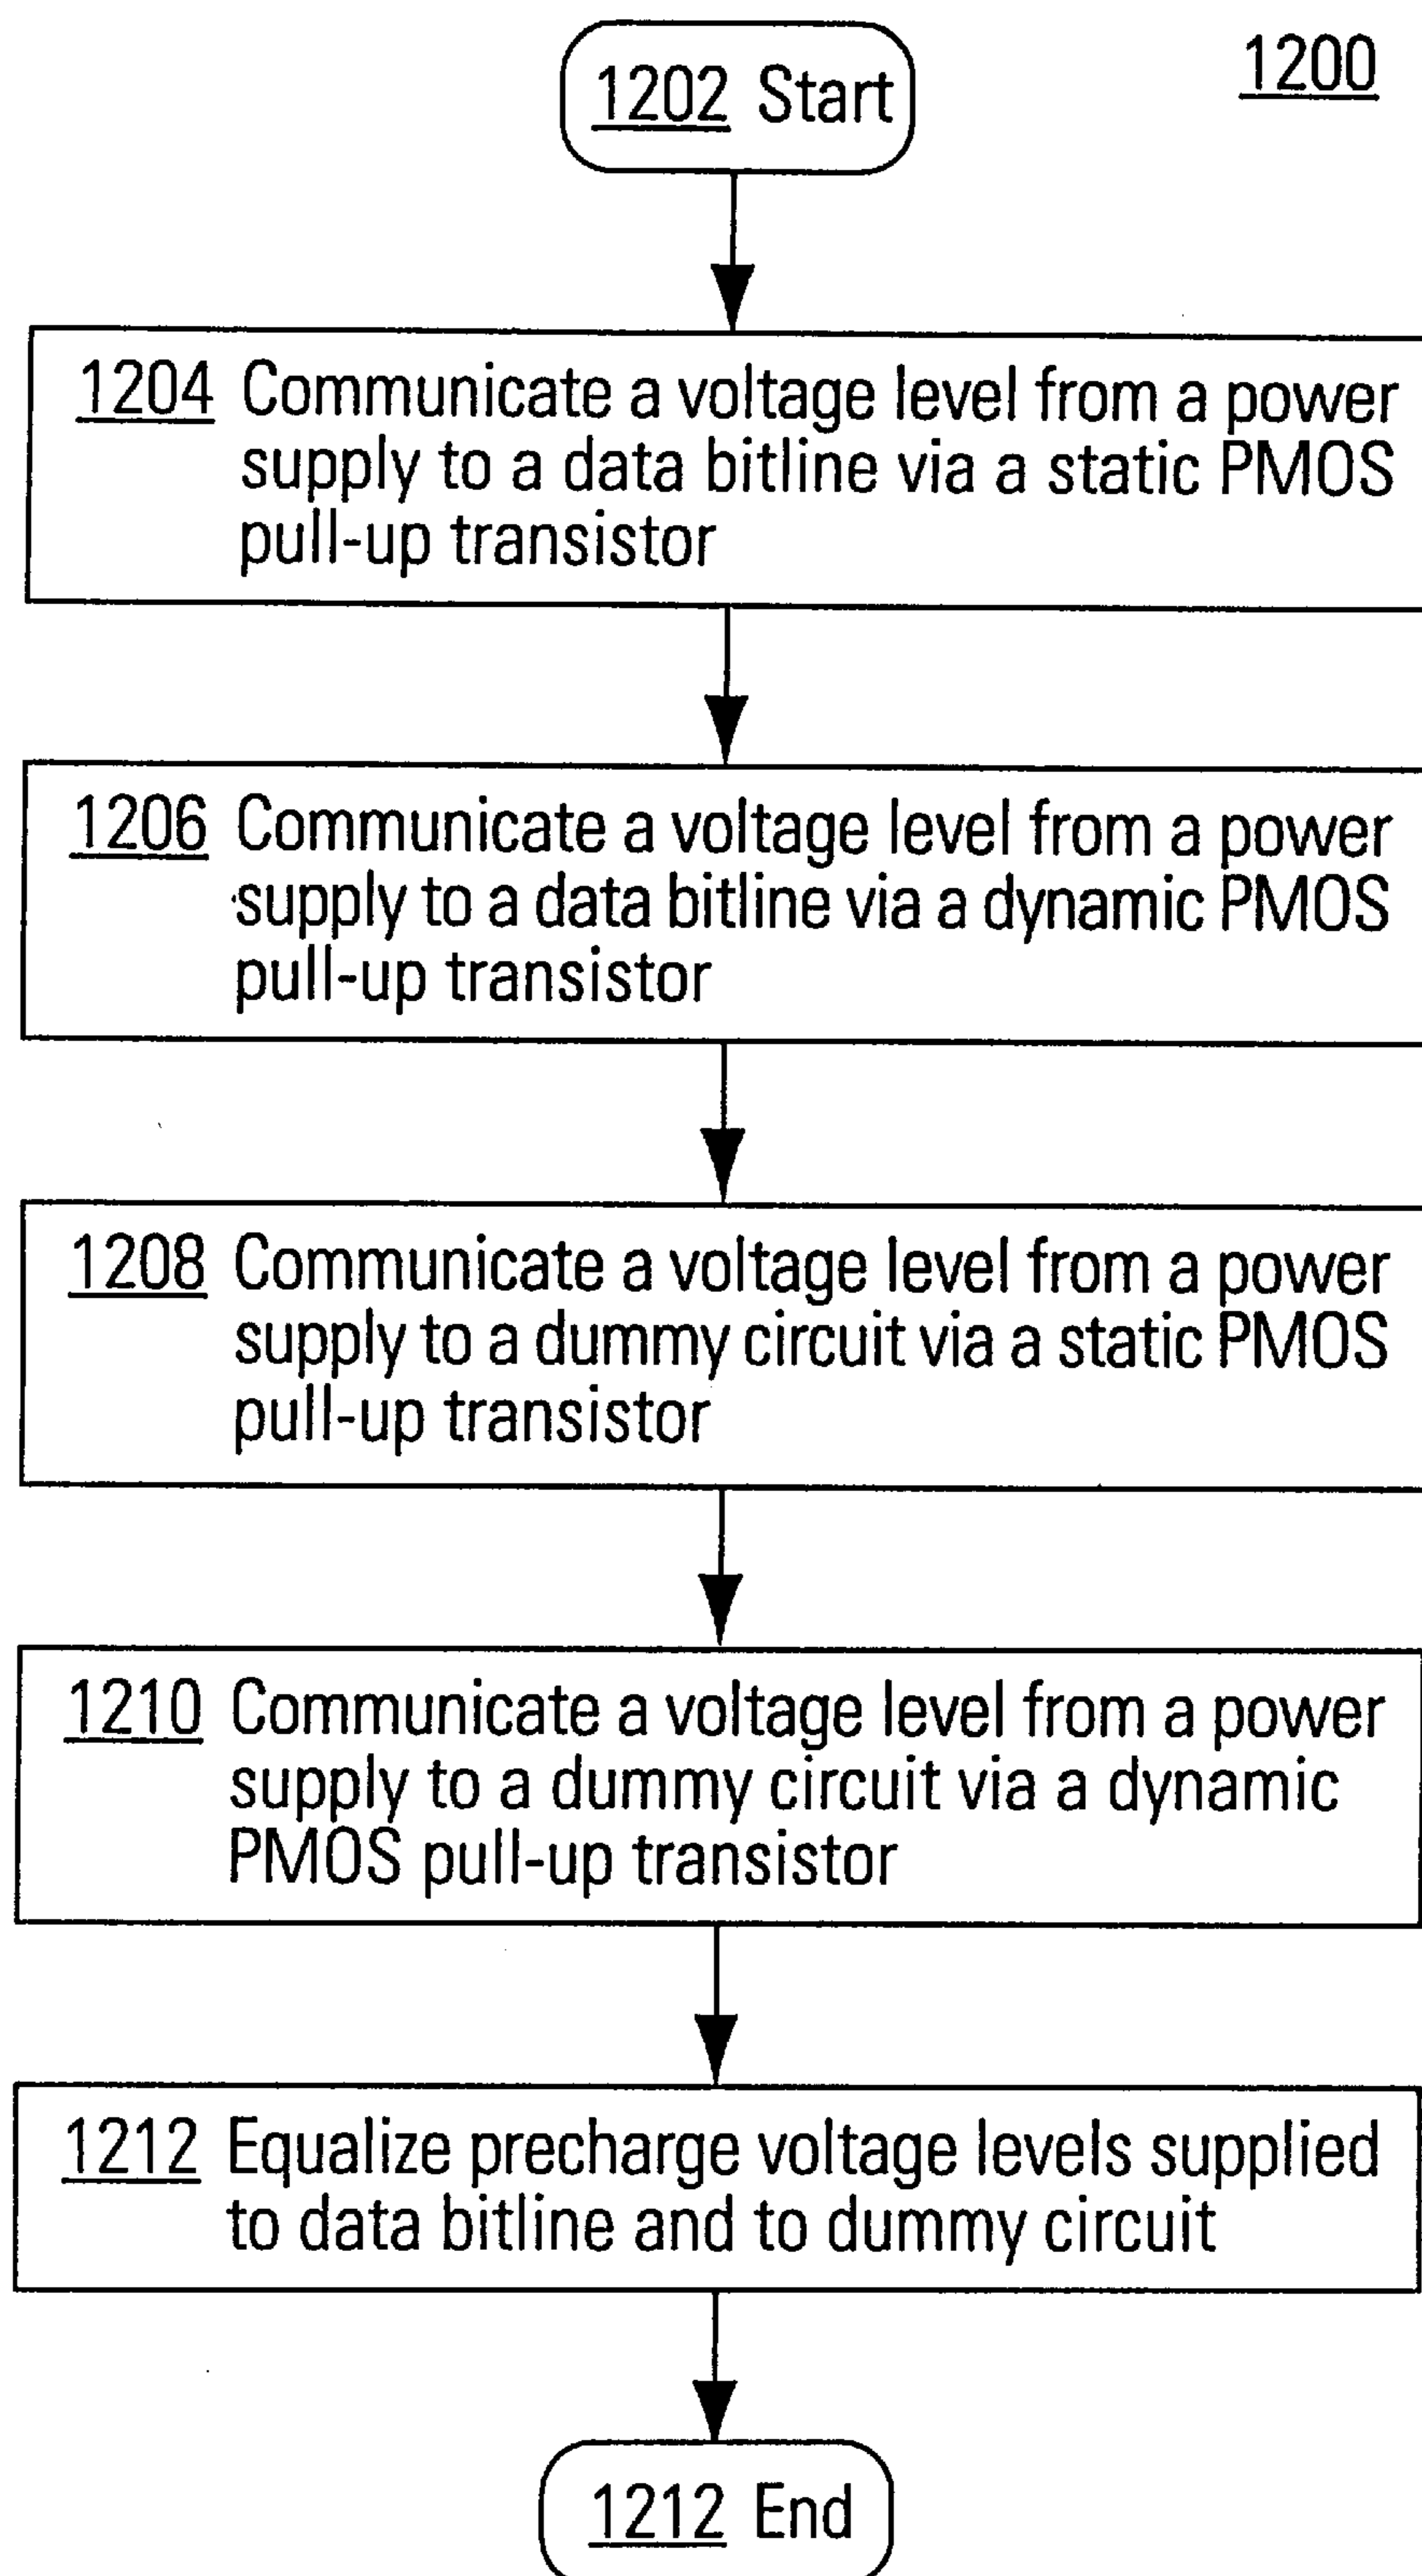 1200
1202 Start
1204 Communicate a voltage level from a power
supply to a data bitline via a static PMOS
pull-up transistor
1206 Communicate a voltage level from a power
supply to a data bitline via a dynamic PMOS
pull-up transistor
1208 Communicate a voltage level from a power
supply to a dummy circuit via a static PMOS
pull-up transistor
1210 Communicate a voltage level from a power
supply to a dummy circuit via a dynamic
PMOS pull-up transistor
1212 Equalize precharge voltage levels supplied
to data bitline and to dummy circuit
1212 End